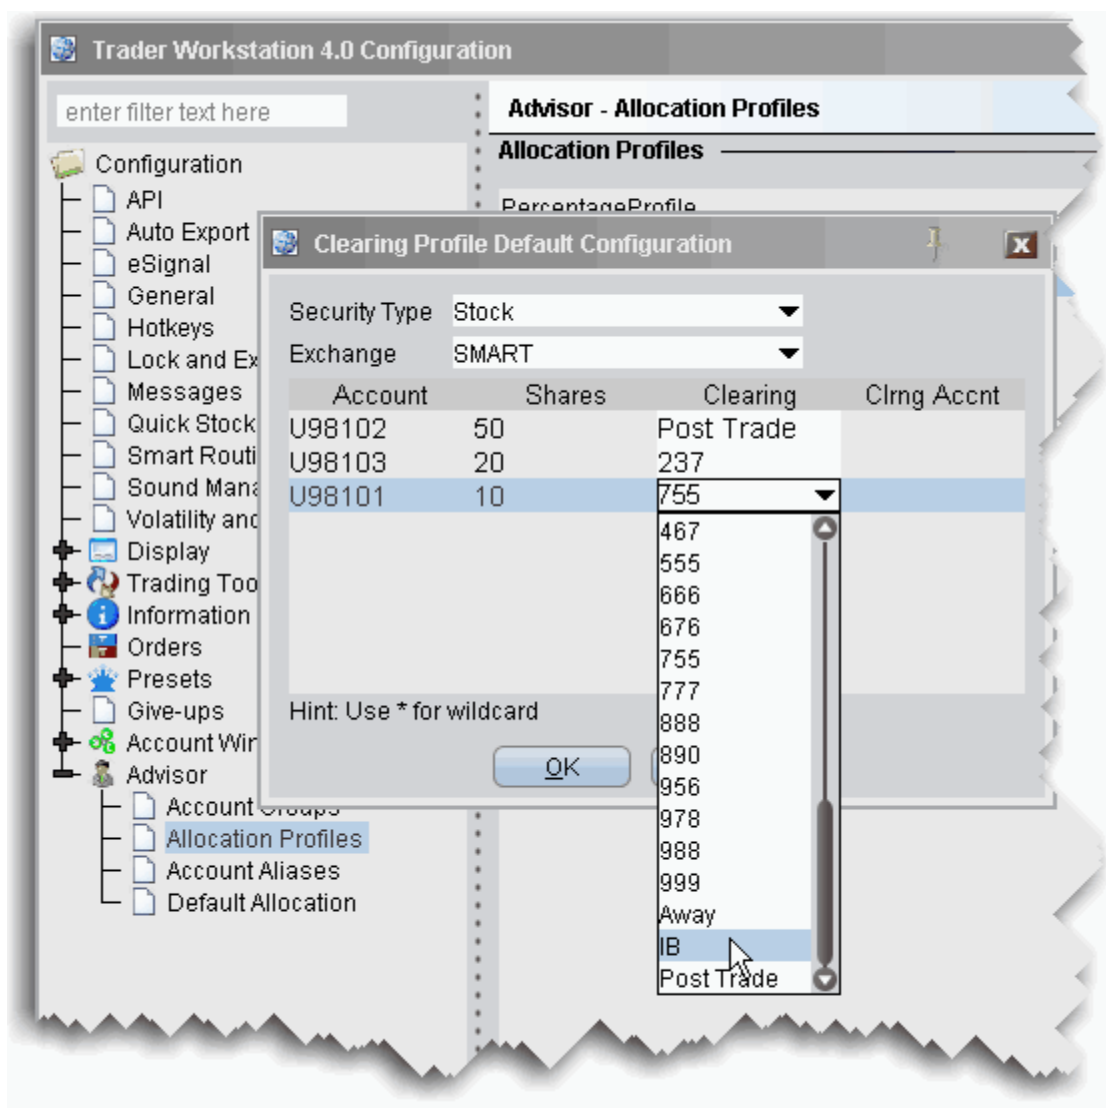 Trader Workstation 4.0 Configuration
enter filter text here
Advisor - Allocation Profiles
Allocation Profiles
Configuration
API
PercentageProfile
Auto Export
eSignal
General
Hotkeys
Lock and Ex
Messages
Quick Stock
Smart Routi
Sound Mana
Volatility and
Display
Trading Too
Information
Orders
Presets
Give-ups
Account Win
Advisor
Account Groups
Allocation Profiles
Account Aliases
Default Allocation
Clearing Profile Default Configuration
Security Type Stock
Exchange SMART
Account Shares Clearing Clrng Accnt
U98102 50 Post Trade
U98103 20 237
U98101 10 755
467
555
666
676
755
777
888
890
956
978
988
999
Away
IB
Post Trade
Hint: Use * for wildcard
OK